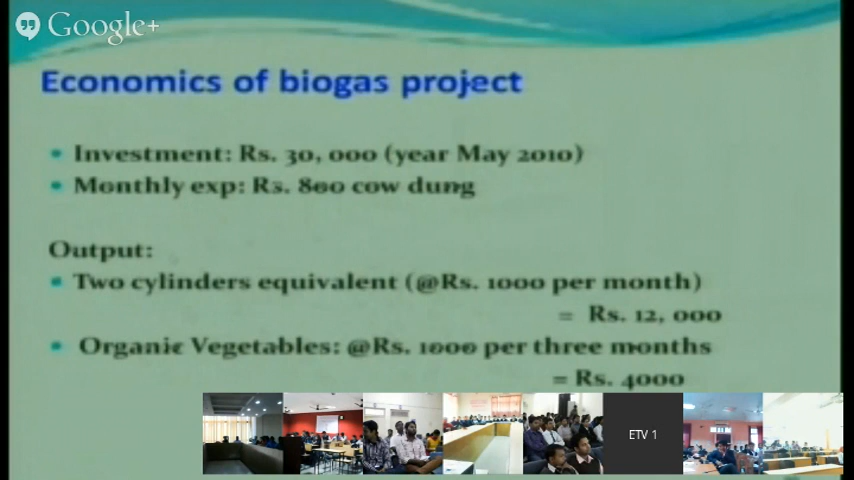 Google+
Economics of biogas project
Investment: Rs. 30, 000 (year May 2010)
Monthly exp: Rs. 800 cow dung
Output:
Two cylinders equivalent (@Rs. 1000 per month)
= Rs. 12, 000
Organic Vegetables: @Rs. 1000 per three months
= Rs. 4000
ETV 1